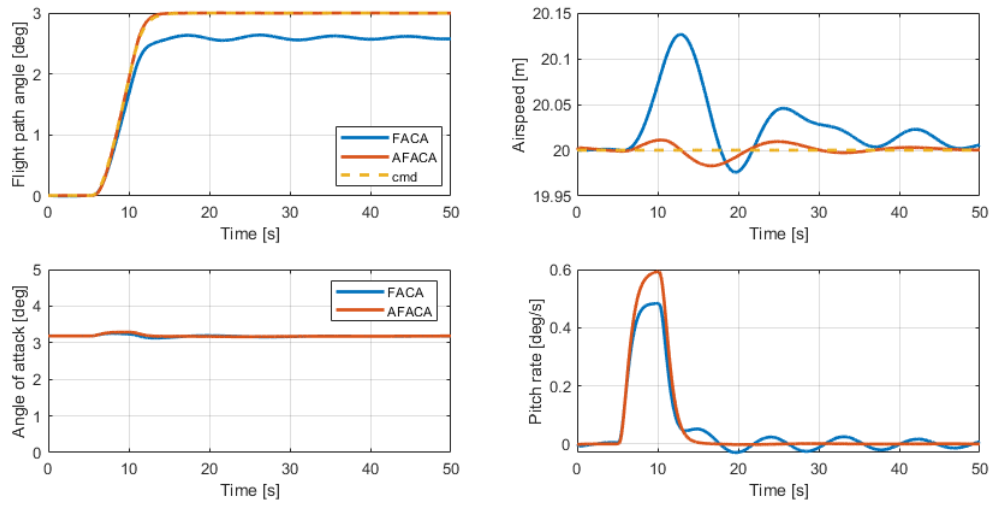 3
2
1
0
Flight path angle [deg]
FACA
AFACA
cmd
0 10 20 30 40 50
Time [s]
20.15
20.1
20.05
20
19.95
Airspeed [m]
0 10 20 30 40 50
Time [s]
5
4
3
2
1
0
Angle of attack [deg]
FACA
AFACA
0 10 20 30 40 50
Time [s]
0.6
0.4
0.2
0
Pitch rate [deg/s]
0 10 20 30 40 50
Time [s]